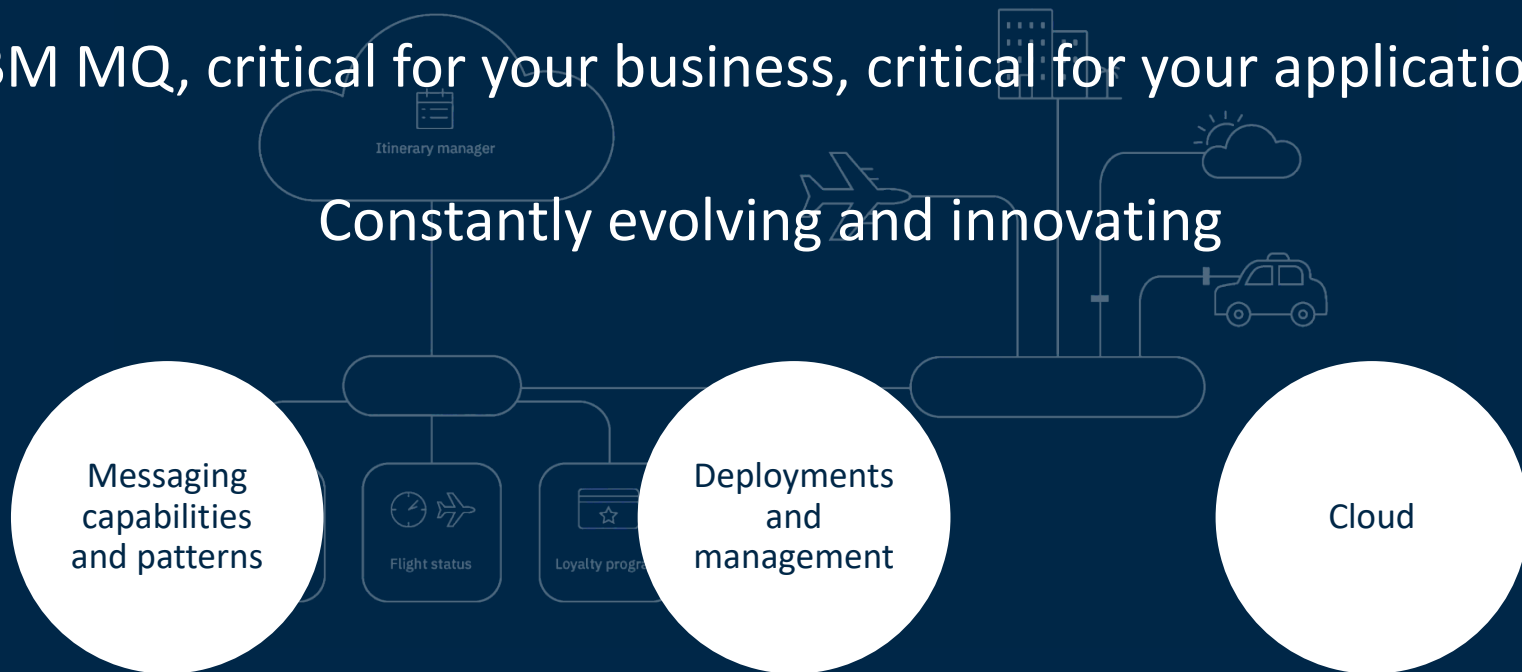 BM MQ, critical for your business, critical for your applicatio
Itinerary manager
Constantly evolving and innovating
Messaging
capabilities
and patterns
Flight status
Loyalty progra
Deployments
and
management
Cloud